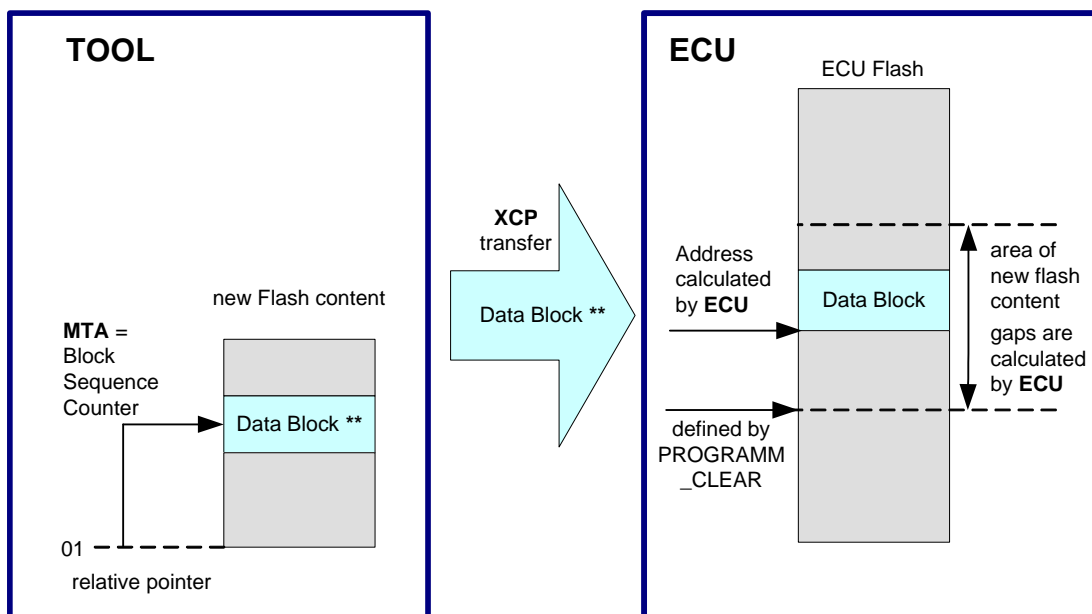 TOOL
new Flash content
MTA =
Block
Sequence
Counter
Data Block **
01
relative pointer
XCP
transfer
Data Block **
ECU
ECU Flash
Address
calculated
by ECU
Data Block
area of
new flash
content
gaps are
calculated
by ECU
defined by
PROGRAMM
_CLEAR